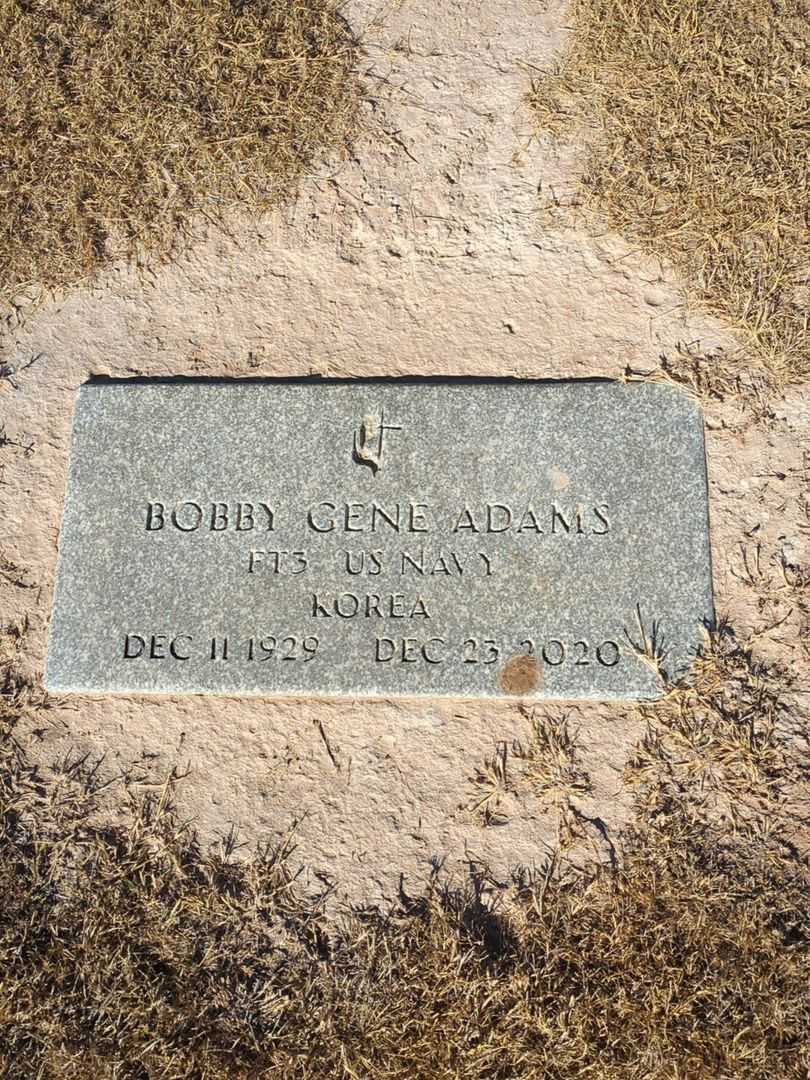 BOBBY GENE ADAMS
FT3 US NAVY
KOREA
DEC 11 1929 DEC 23 2020